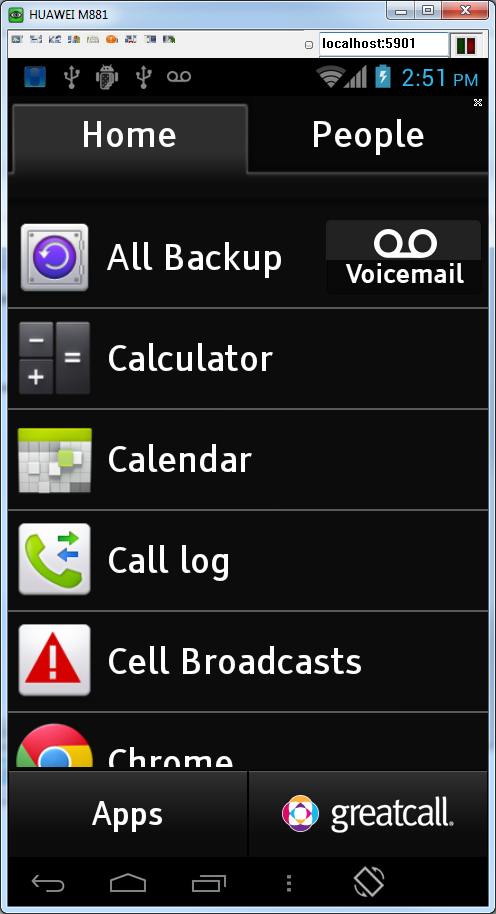 HUAWEI M881
localhost:5901
2:51 PM
Home People
All Backup
Voicemail
Calculator
Calendar
Call log
Cell Broadcasts
Chrome
Apps greatcall.